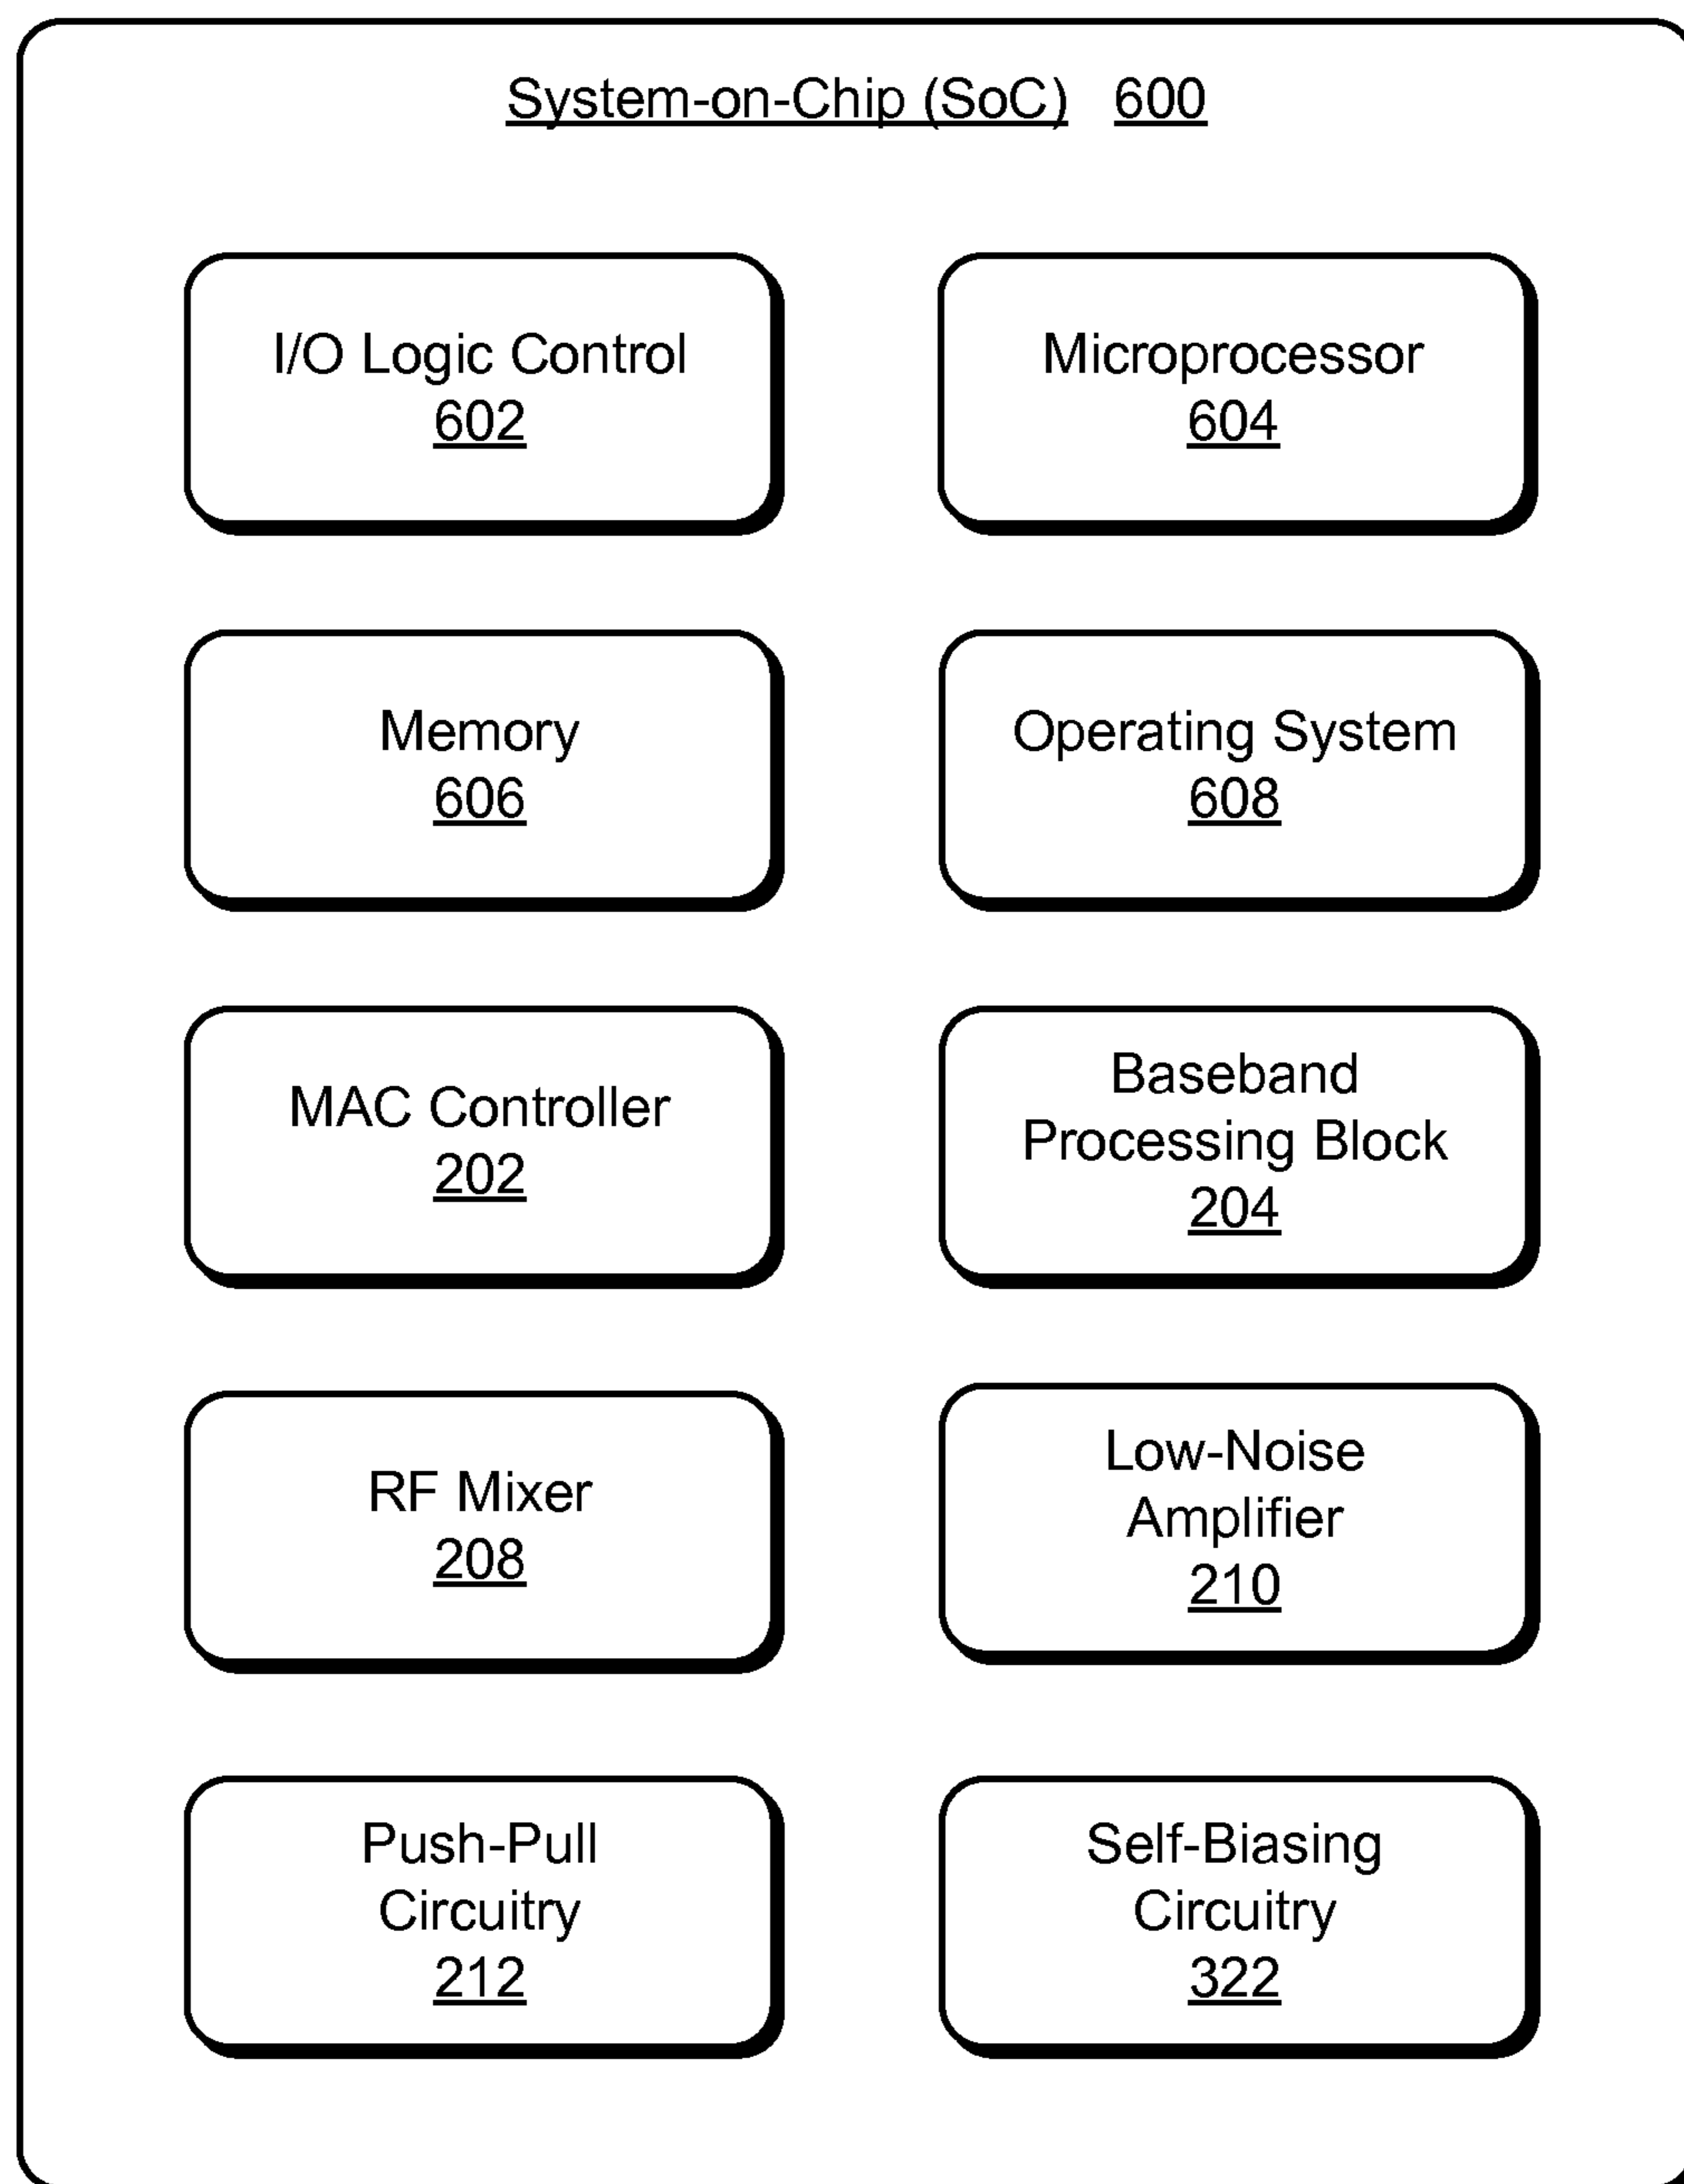 System-on-Chip (SoC) 600
I/O Logic Control
602
Microprocessor
604
Memory
606
Operating System
608
MAC Controller
202
Baseband
Processing Block
204
RF Mixer
208
Low-Noise
Amplifier
210
Push-Pull
Circuitry
212
Self-Biasing
Circuitry
322